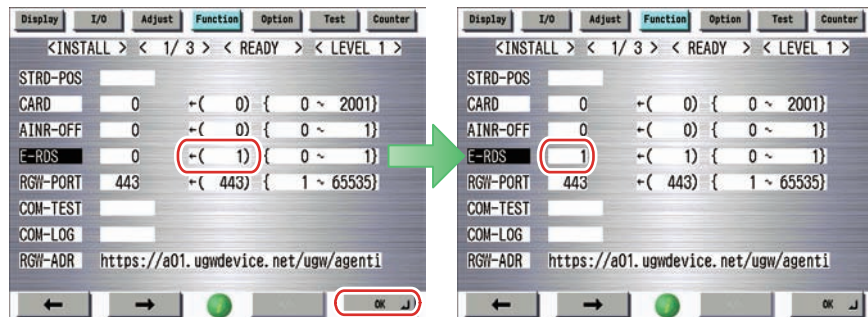 Display I/O Adjust Function Option Test Counter
<INSTALL > < 1/ 3 > < READY > < LEVEL 1 >
STRD-POS
CARD 0 ←( 0) { 0 ~ 2001}
AINR-OFF 0 ←( 0) { 0 ~ 1}
E-RDS 0 ←( 1) { 0 ~ 1}
RGW-PORT 443 ←( 443) { 1 ~ 65535}
COM-TEST
COM-LOG
RGW-ADR https://a01.ugwdevice.net/ugw/agenti
← → OK
Display I/O Adjust Function Option Test Counter
<INSTALL > < 1/ 3 > < READY > < LEVEL 1 >
STRD-POS
CARD 0 ←( 0) { 0 ~ 2001}
AINR-OFF 0 ←( 0) { 0 ~ 1}
E-RDS 1 ←( 1) { 0 ~ 1}
RGW-PORT 443 ←( 443) { 1 ~ 65535}
COM-TEST
COM-LOG
RGW-ADR https://a01.ugwdevice.net/ugw/agenti
← → OK